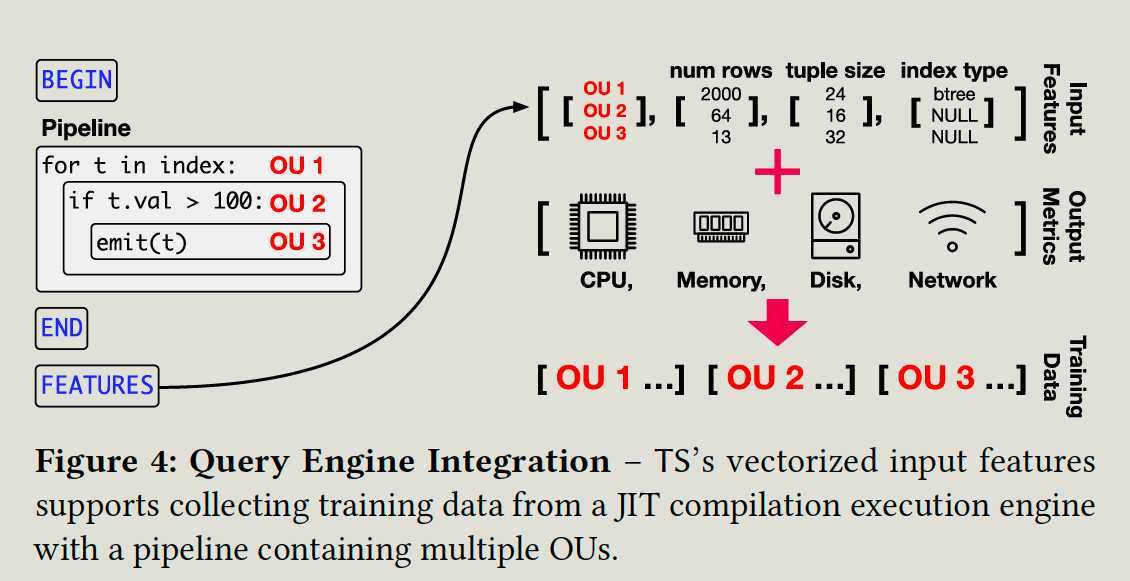 BEGIN
Pipeline
for t in index: OU 1
if t.val > 100: OU 2
emit(t) OU 3
END
FEATURES
num rows tuple size index type
[ [ OU 1 OU 2 OU 3 ], [ 2000 64 13 ], [ 24 16 32 ], [ btree NULL NULL ] ]
Input
Features
+
[ CPU, Memory, Disk, Network ]
Output
Metrics
[ OU 1 ...] [ OU 2 ...] [ OU 3 ...]
Training
Data
Figure 4: Query Engine Integration – TS’s vectorized input features
supports collecting training data from a JIT compilation execution engine
with a pipeline containing multiple OUs.